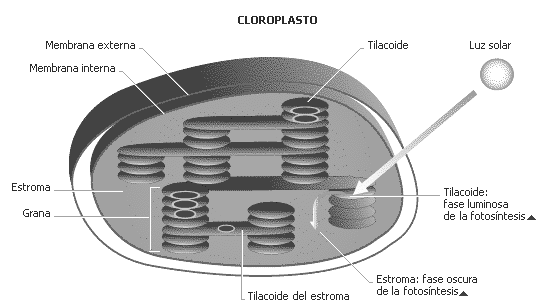 CLOROPLASTO
Membrana externa
Tilacoide
Luz solar
Membrana interna
Estroma
Grana
Tilacoide:
fase luminosa
de la fotosíntesis▲
Estroma: fase oscura
de la fotosíntesis▲
Tilacoide del estroma